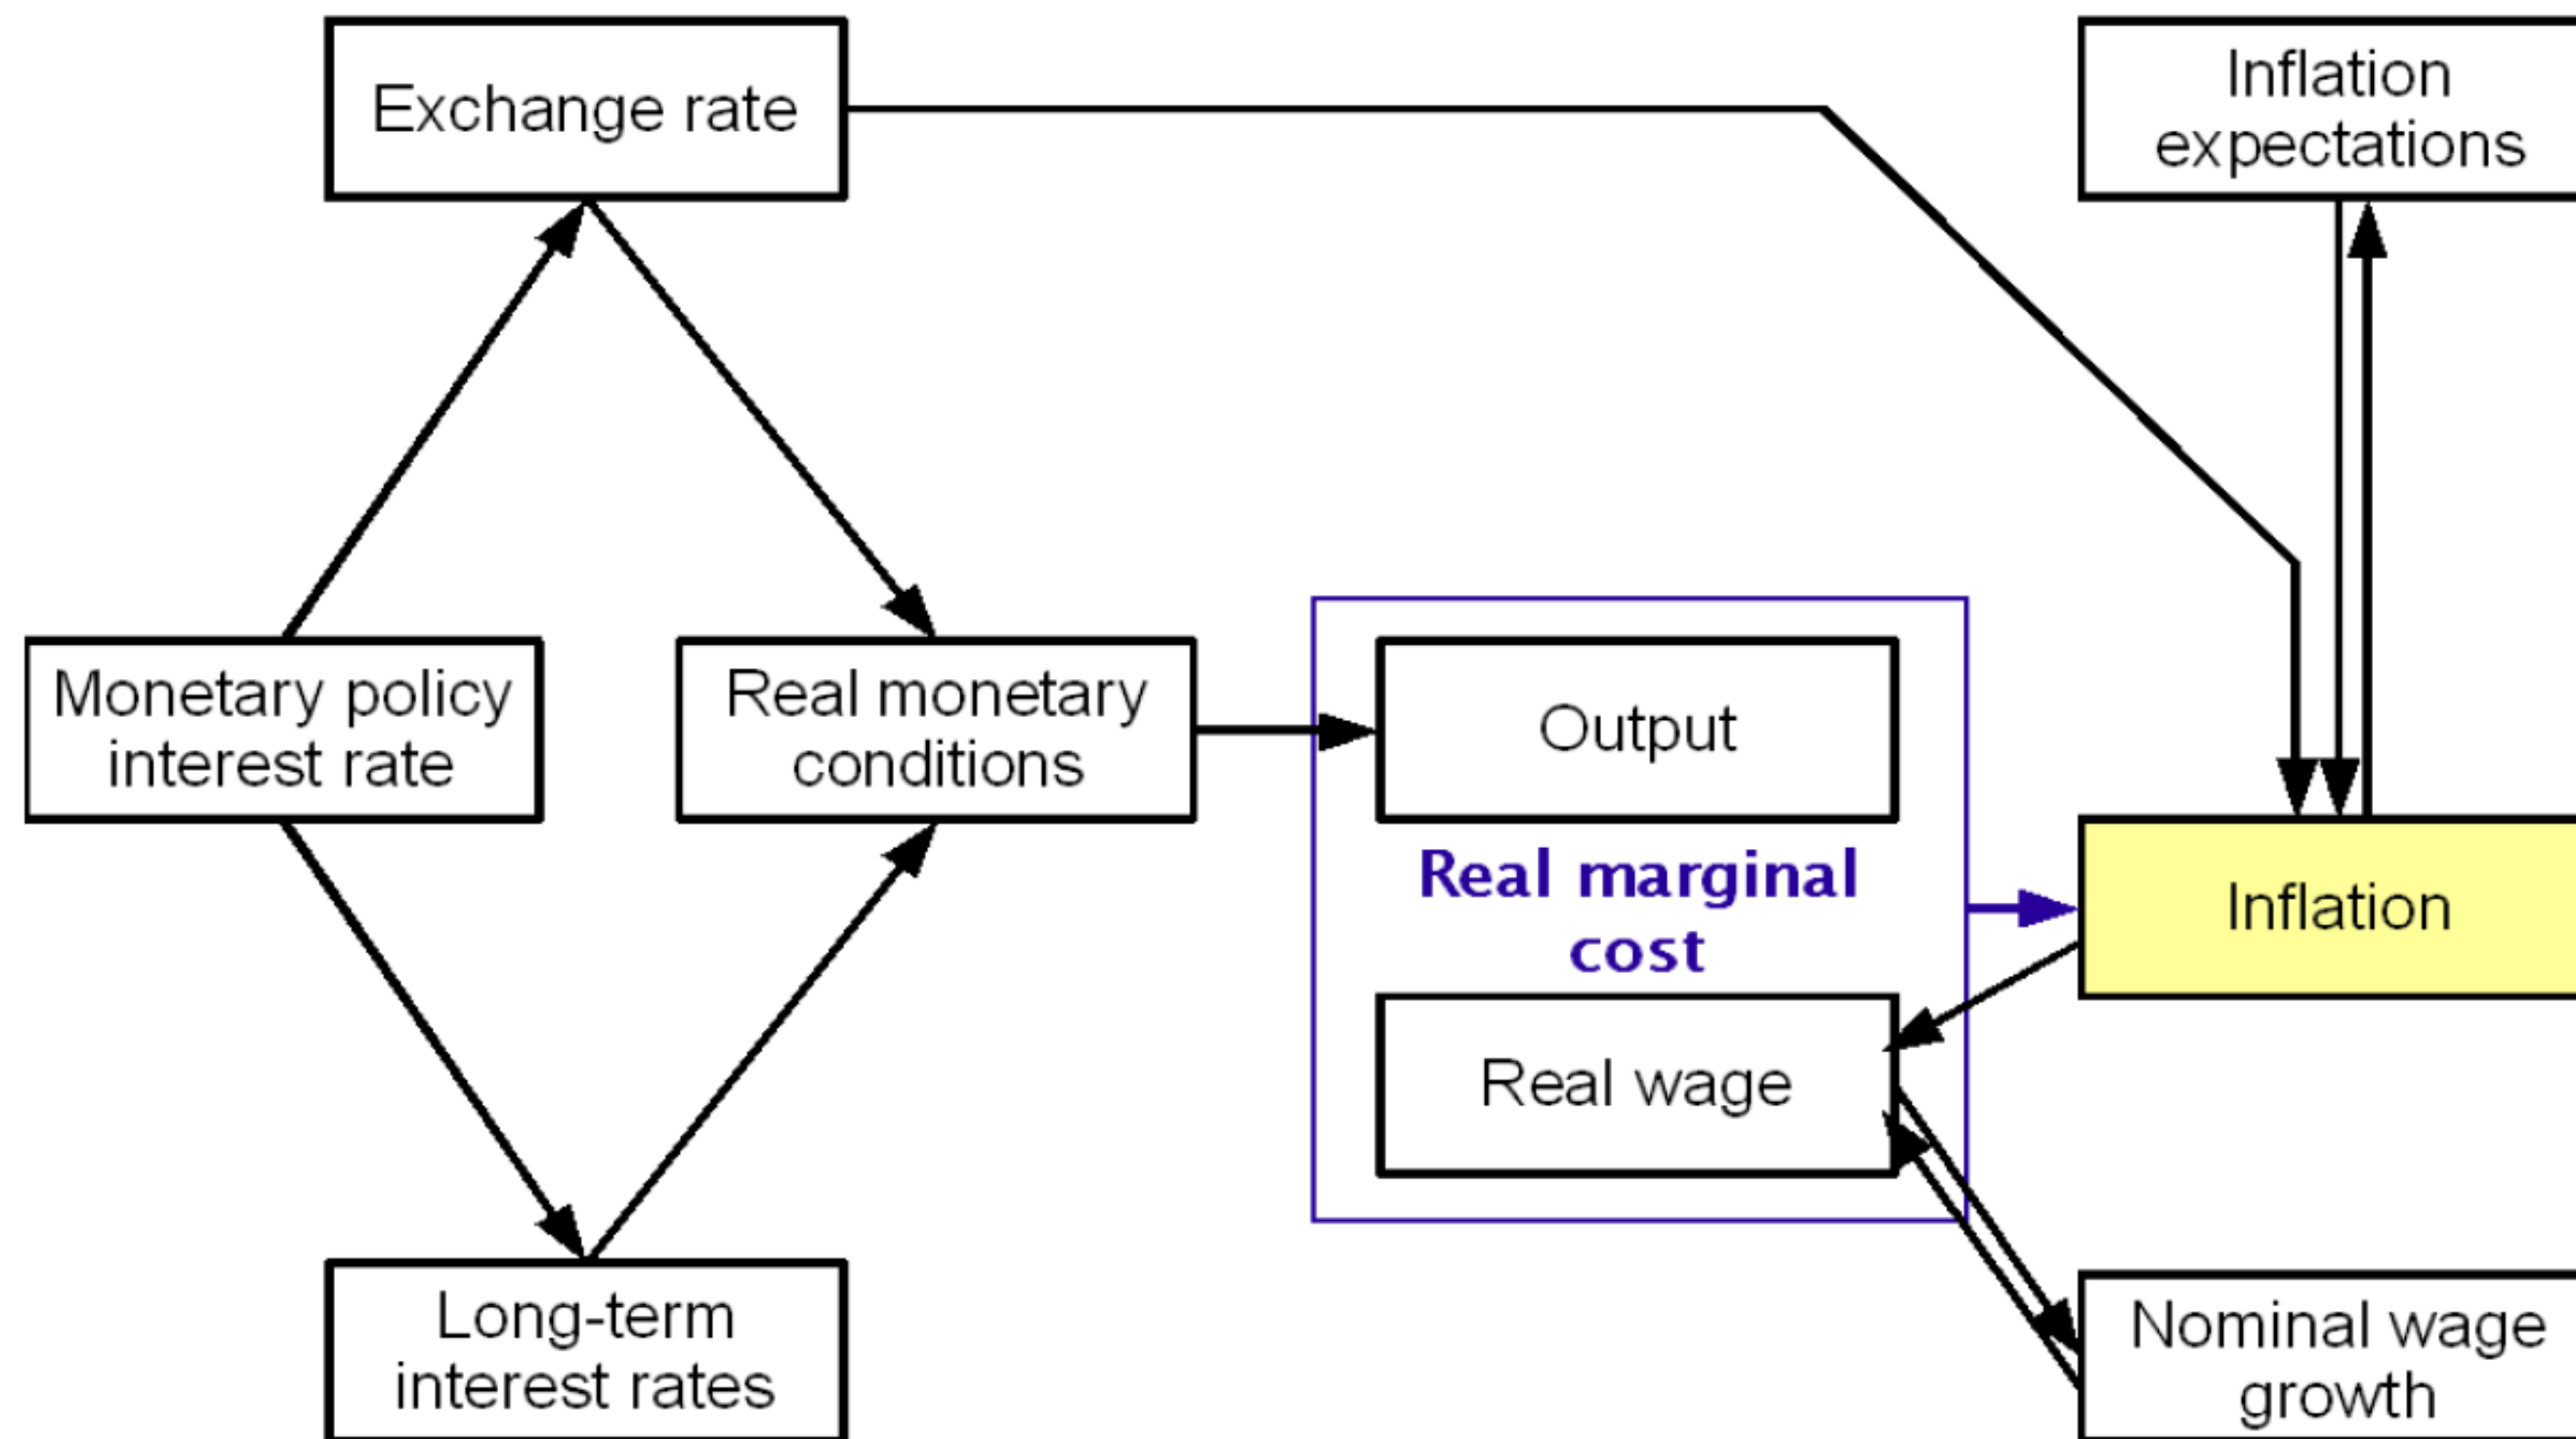 Exchange rate
Inflation
expectations
Monetary policy
interest rate
Real monetary
conditions
Output
Real marginal
cost
Inflation
Real wage
Long-term
interest rates
Nominal wage
growth